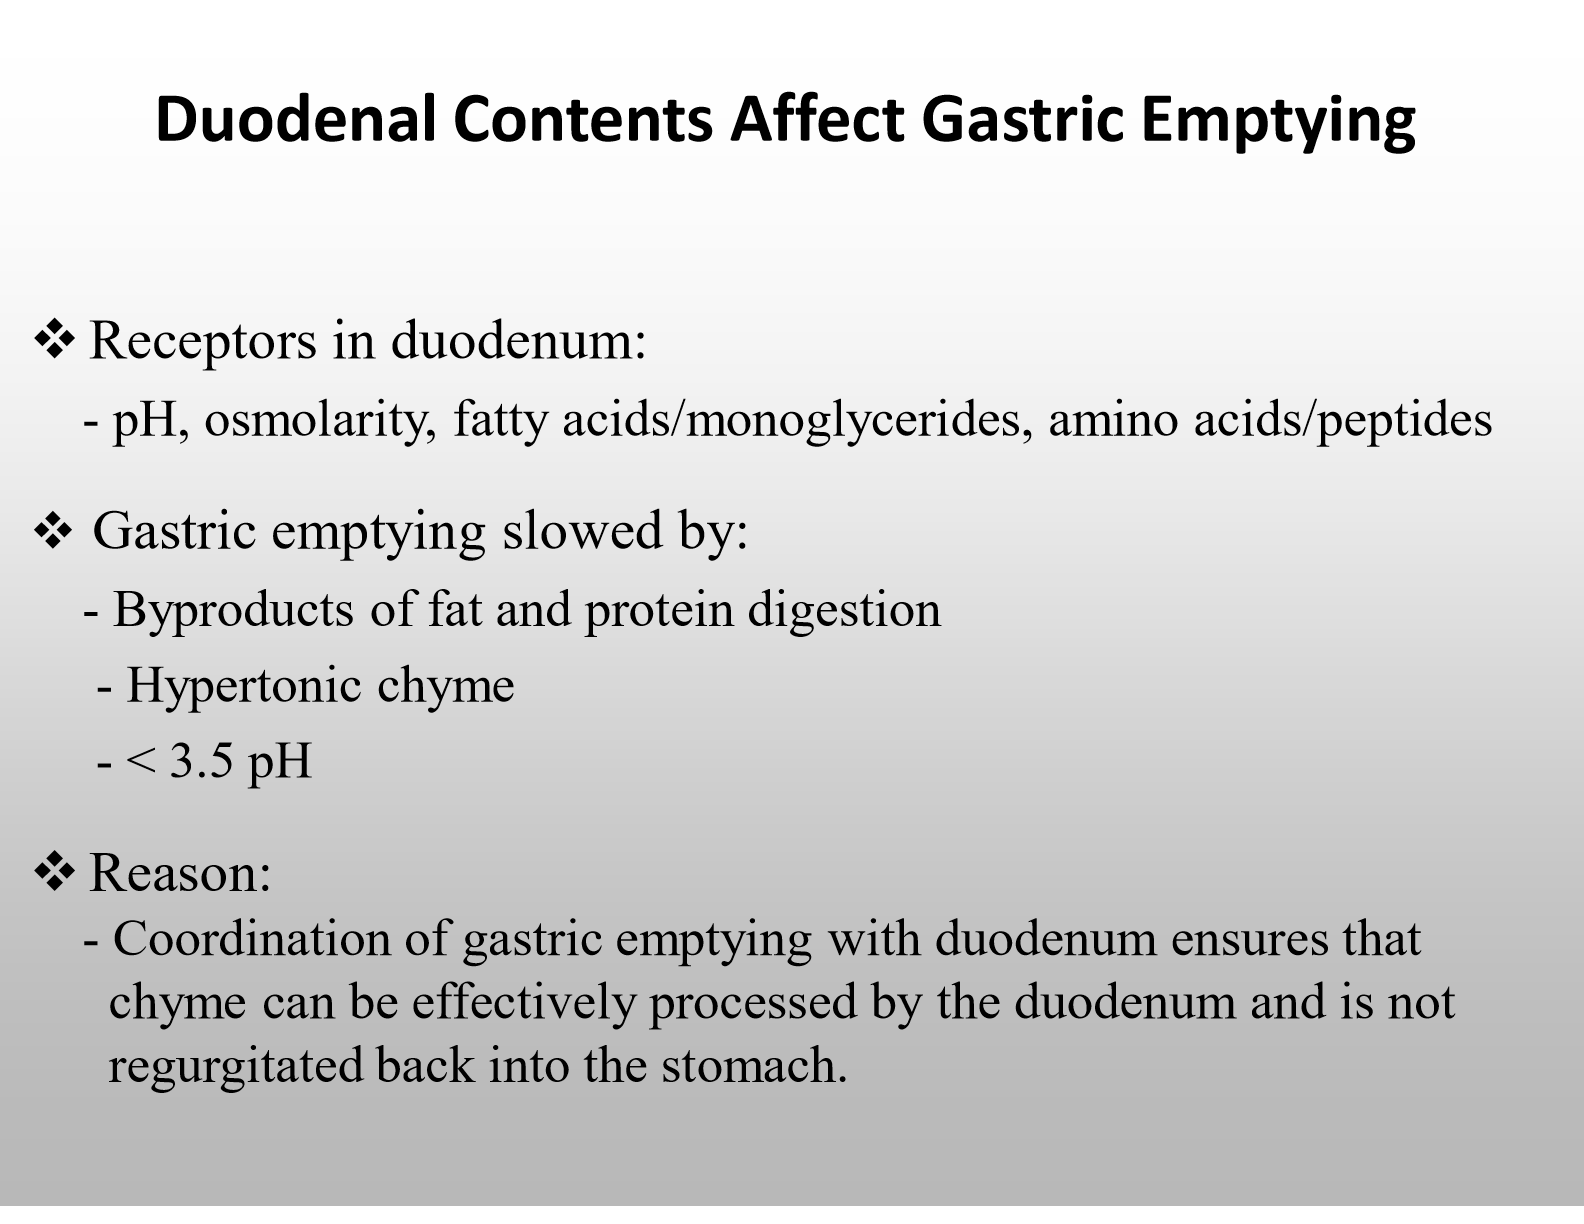 Duodenal Contents Affect Gastric Emptying
❖ Receptors in duodenum:
- pH, osmolarity, fatty acids/monoglycerides, amino acids/peptides
❖ Gastric emptying slowed by:
- Byproducts of fat and protein digestion
- Hypertonic chyme
- < 3.5 pH
❖ Reason:
- Coordination of gastric emptying with duodenum ensures that
chyme can be effectively processed by the duodenum and is not
regurgitated back into the stomach.